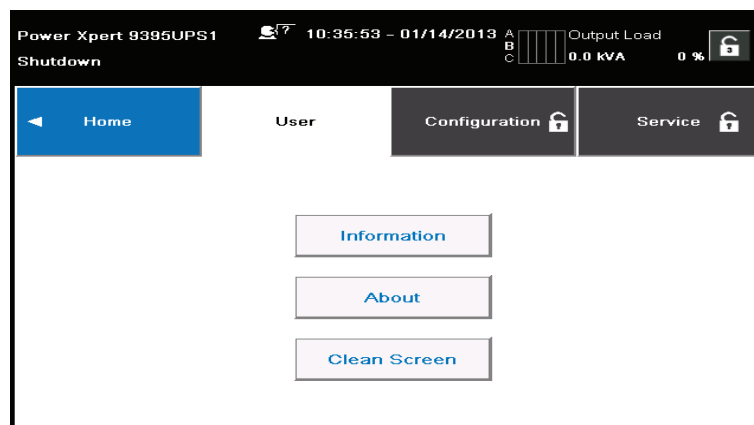 Power Xpert 9395UPS1
Shutdown
? 10:35:53 - 01/14/2013
A
B
C
Output Load
0.0 kVA 0 %
3
Home
User
Configuration
Service
Information
About
Clean Screen